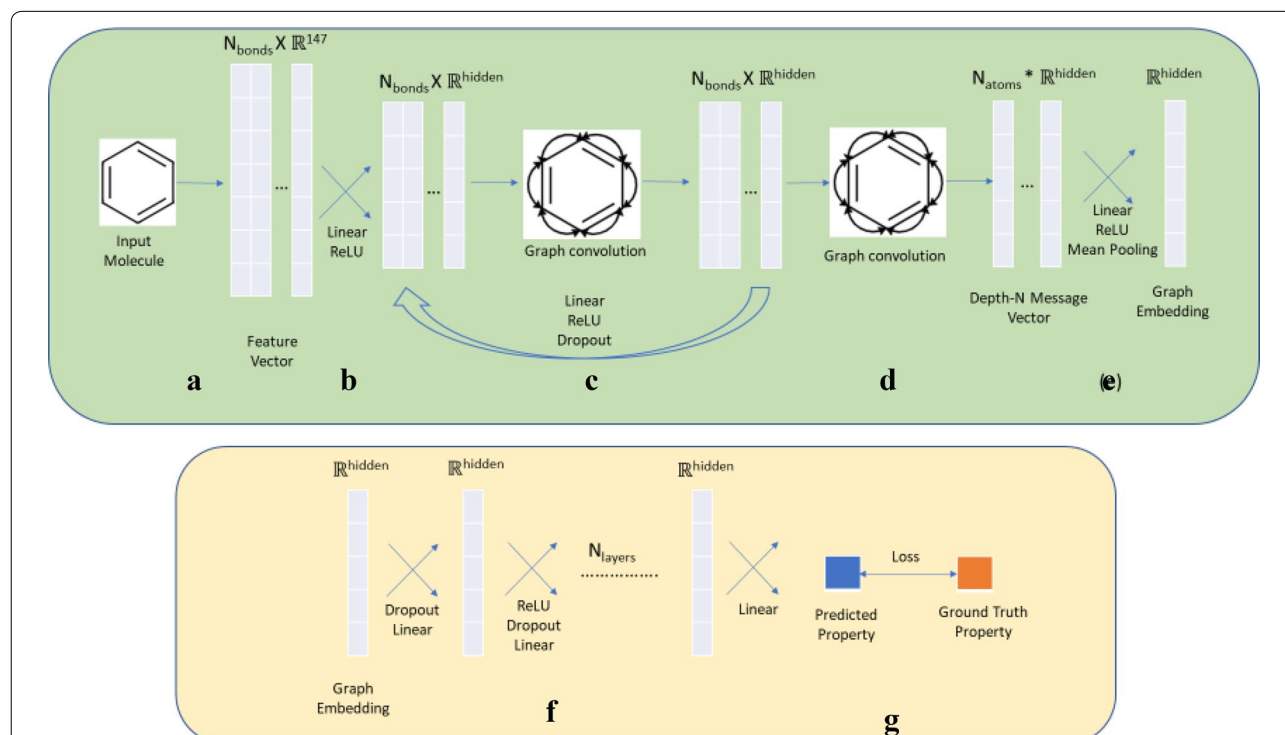 N_bonds X ℝ^147
N_bonds X ℝ^hidden
N_bonds X ℝ^hidden
N_atoms * ℝ^hidden
ℝ^hidden
...
...
...
...
Input
Molecule
Linear
ReLU
Graph convolution
Graph convolution
Linear
ReLU
Mean Pooling
Feature
Vector
Linear
ReLU
Dropout
Depth-N Message
Vector
Graph
Embedding
a
b
c
d
(e)
ℝ^hidden
ℝ^hidden
ℝ^hidden
N_layers
................
Dropout
Linear
ReLU
Dropout
Linear
Linear
Loss
Predicted
Property
Ground Truth
Property
Graph
Embedding
f
g